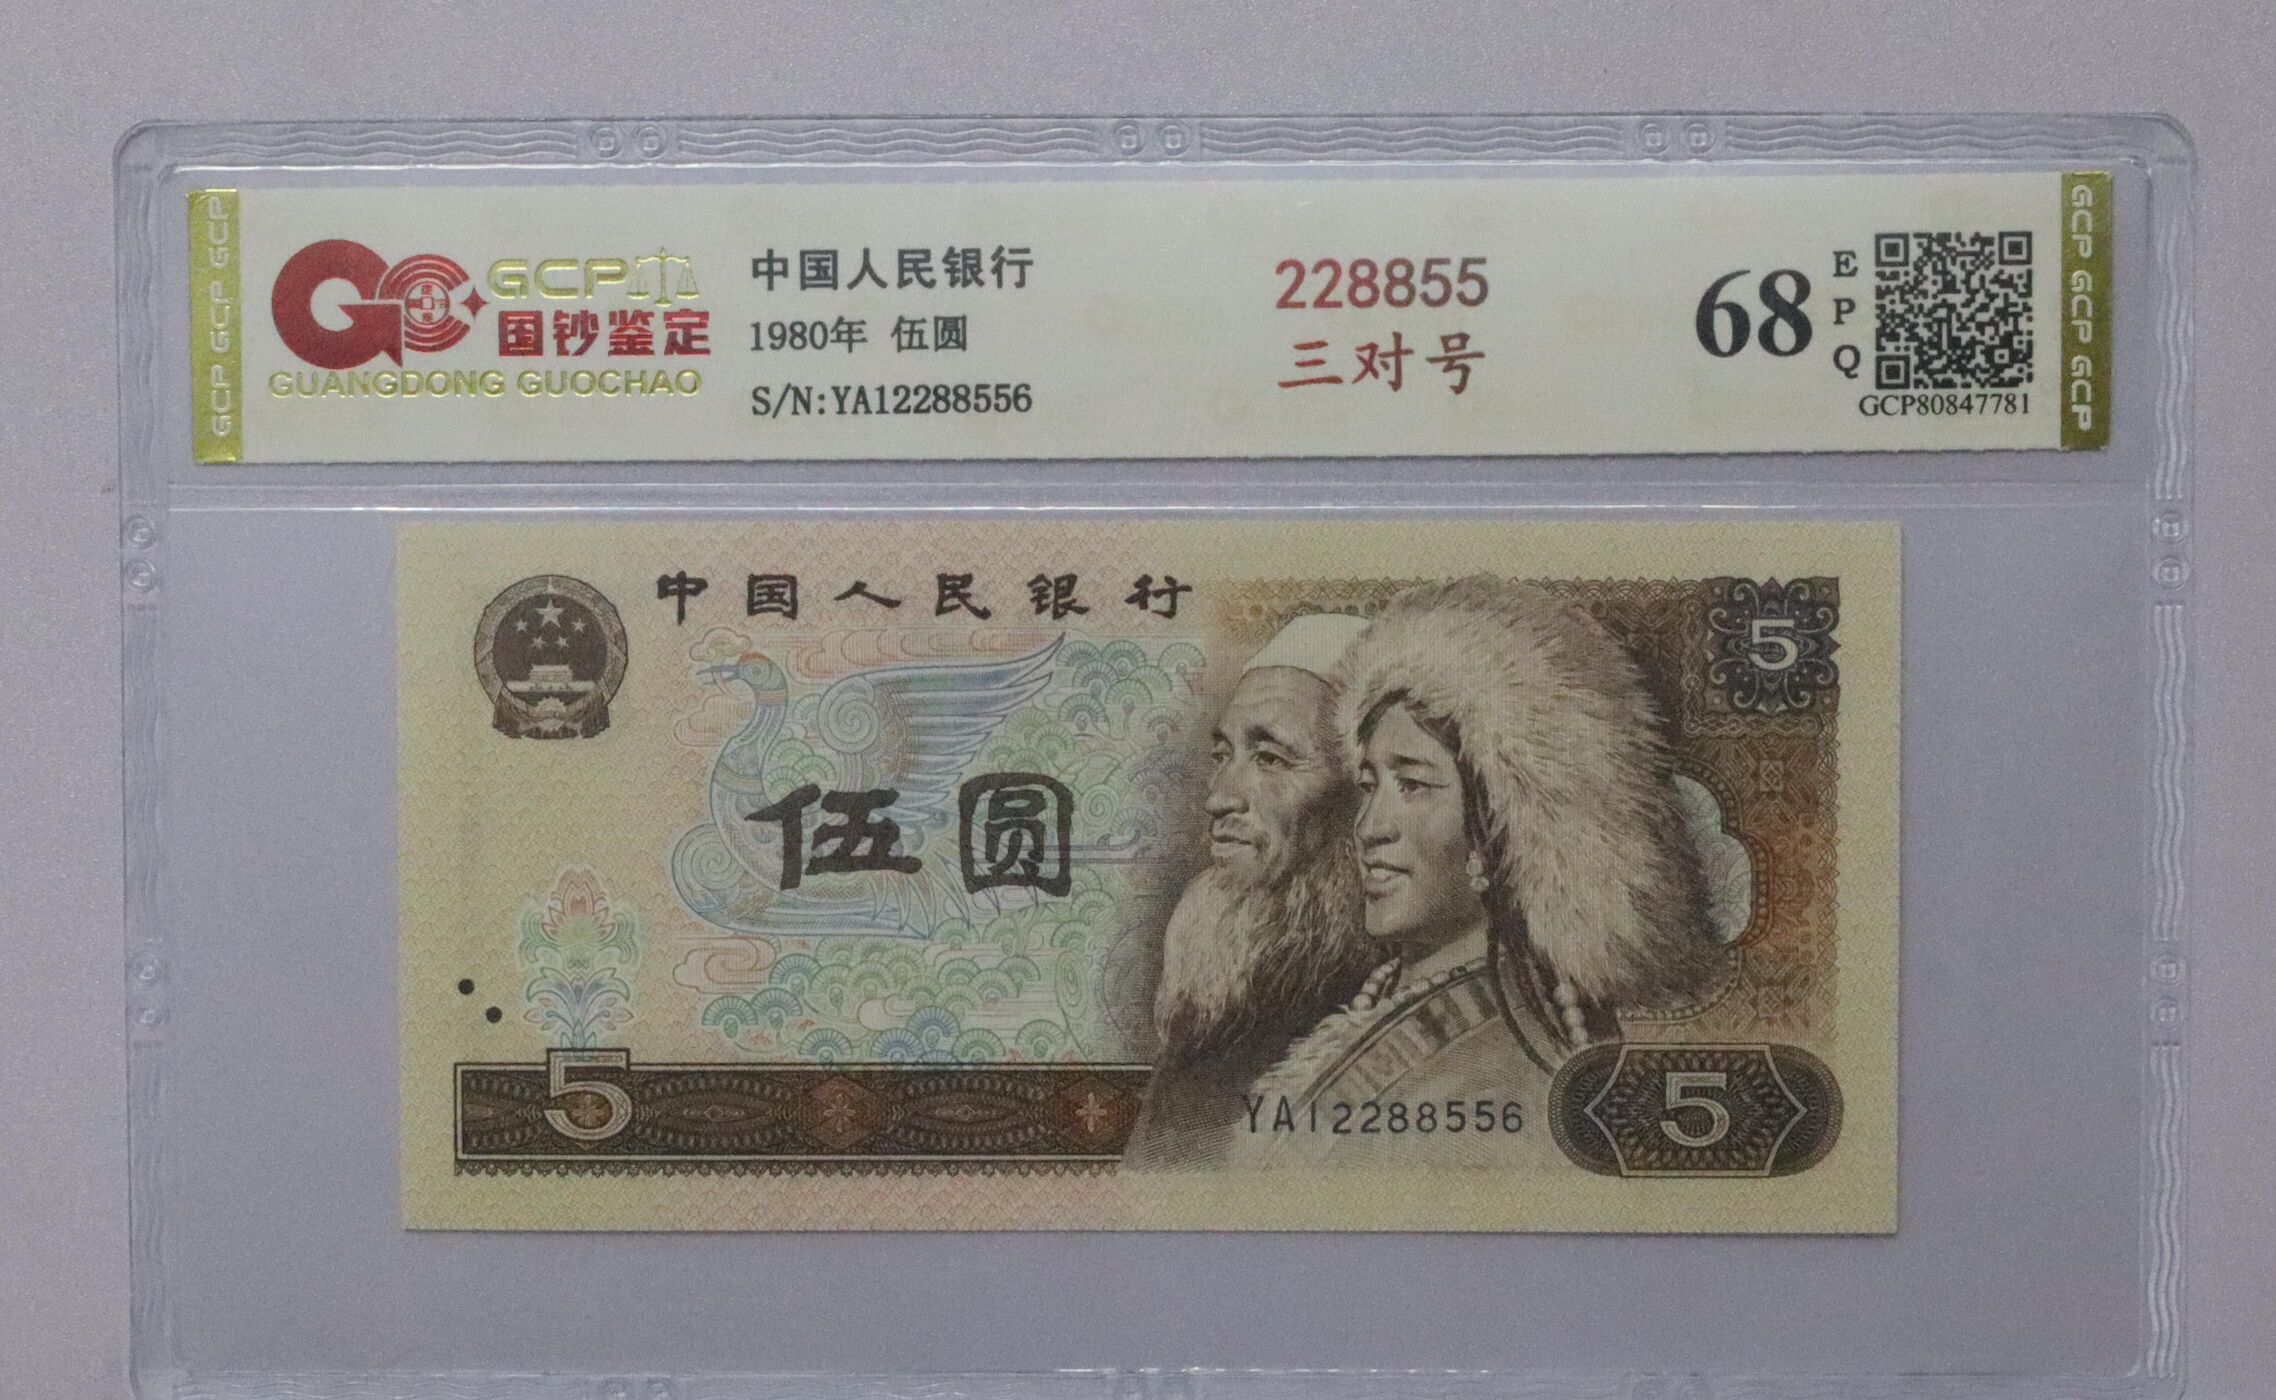 GCP GCP GCP
GCP
国钞鉴定
GUANGDONG GUOCHAO
中国人民银行
1980年 伍圆
S/N:YA12288556
228855
三对号
68
EPQ
GCP80847781
GCP GCP GCP
中国人民银行
5
伍圆
5
YA12288556
5